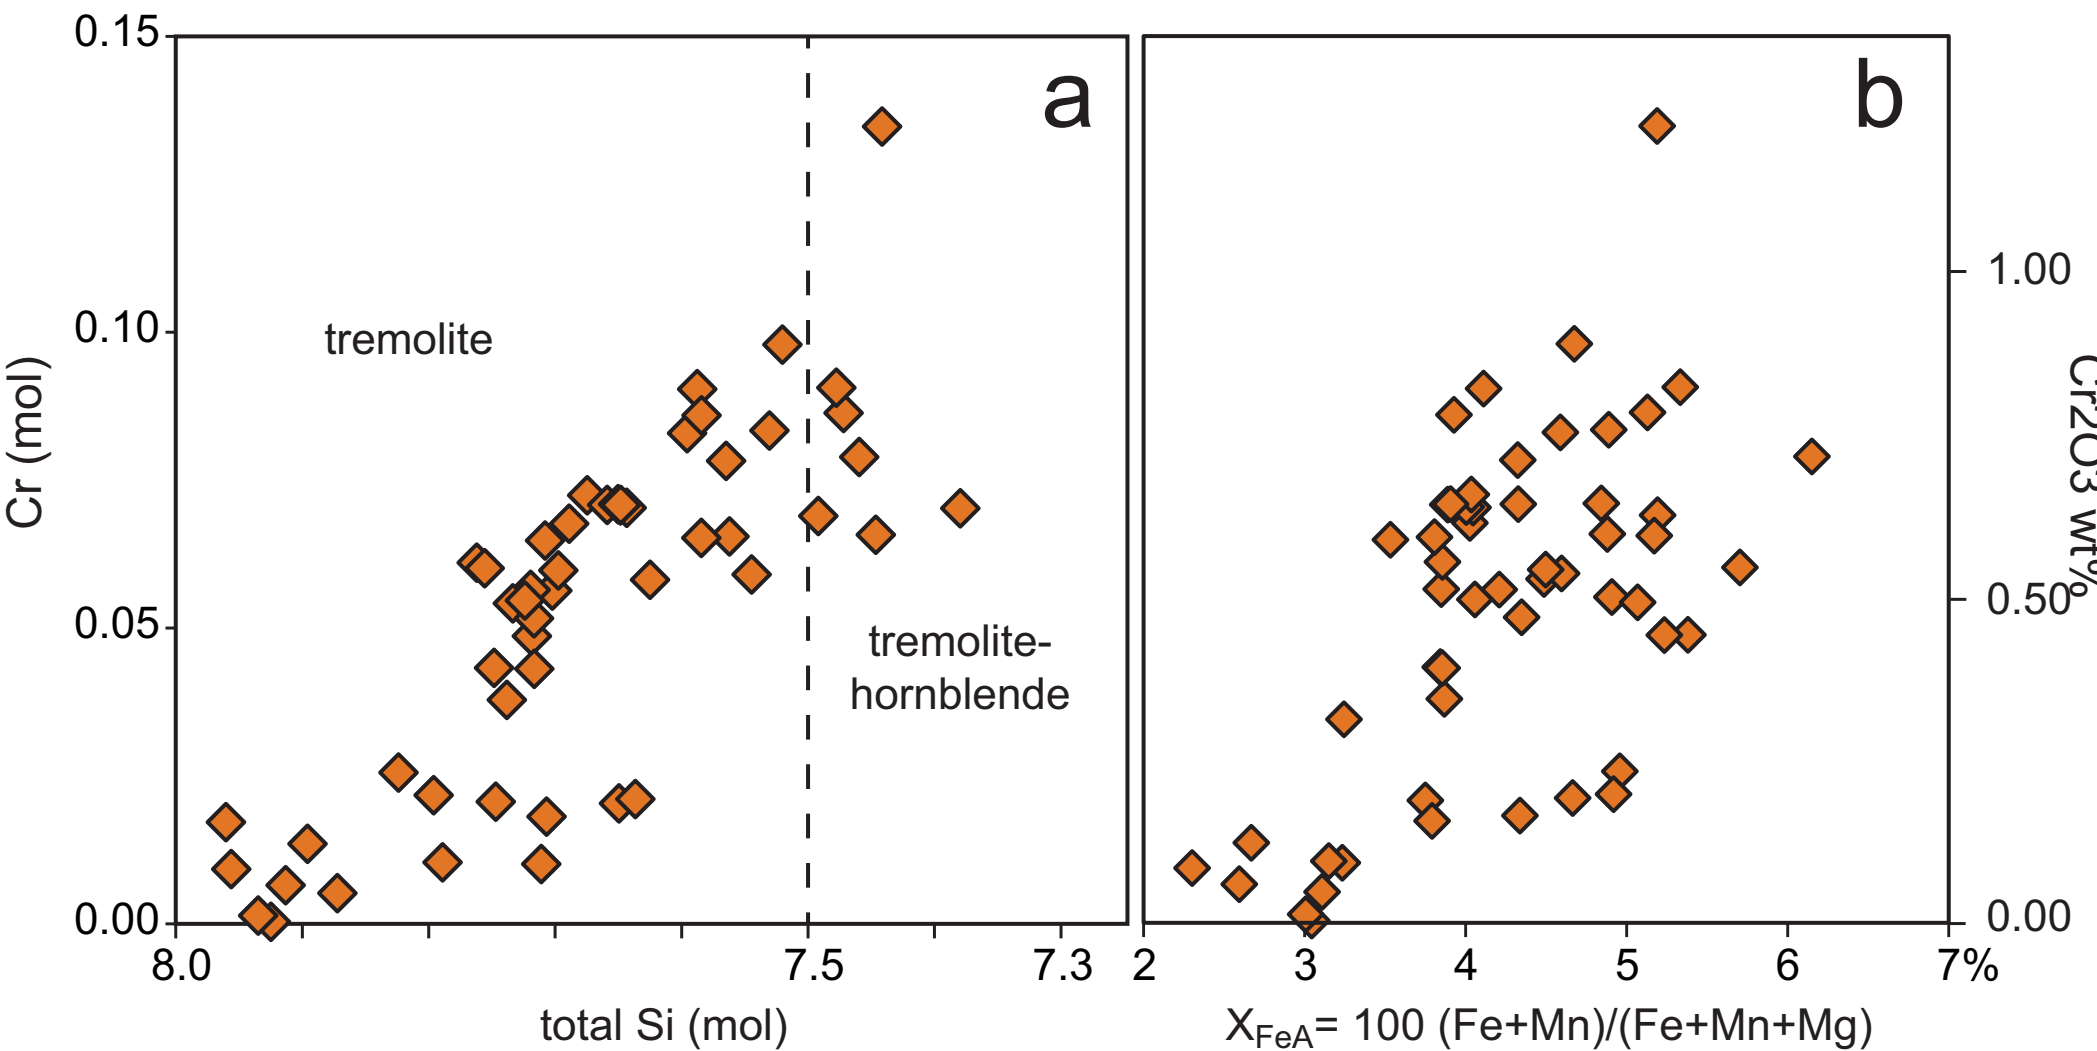 0.15
0.10
0.05
0.00
Cr (mol)
a
tremolite
tremolite-
hornblende
8.0
7.5
7.3
total Si (mol)
b
1.00
0.50
0.00
Cr2O3 wt%
2
3
4
5
6
7%
XFeA= 100 (Fe+Mn)/(Fe+Mn+Mg)